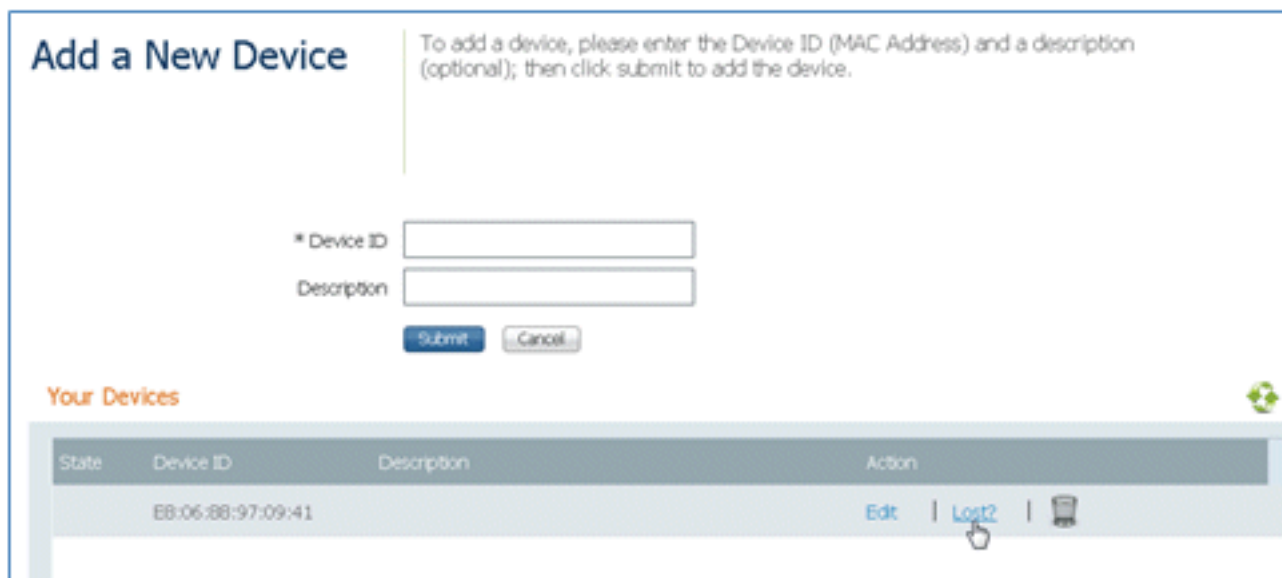 Add a New Device
To add a device, please enter the Device ID (MAC Address) and a description
(optional); then click submit to add the device.
* Device ID
Description
Submit Cancel
Your Devices
State Device ID Description Action
E8:06:88:97:09:41 Edit | Lost? |